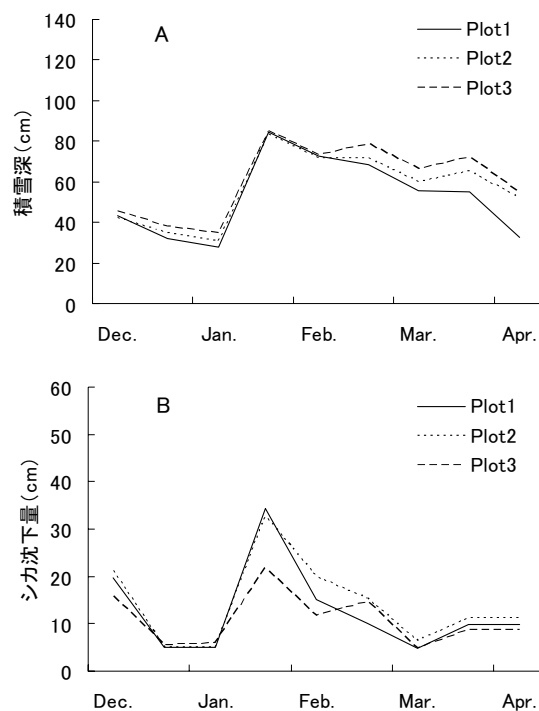 A
Plot1
Plot2
Plot3
積雪深(cm)
140
120
100
80
60
40
20
0
Dec. Jan. Feb. Mar. Apr.
B
Plot1
Plot2
Plot3
シカ沈下量(cm)
60
50
40
30
20
10
0
Dec. Jan. Feb. Mar. Apr.